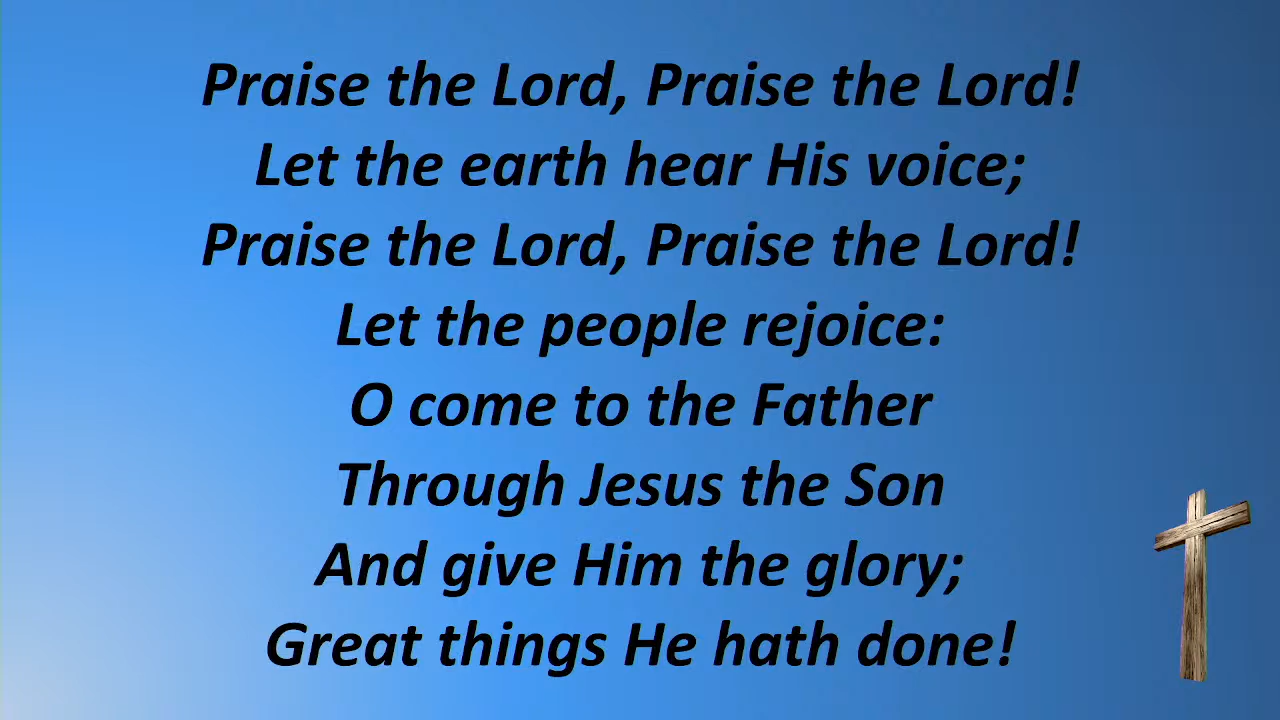 Praise the Lord, Praise the Lord!
Let the earth hear His voice;
Praise the Lord, Praise the Lord!
Let the people rejoice:
O come to the Father
Through Jesus the Son
And give Him the glory;
Great things He hath done!